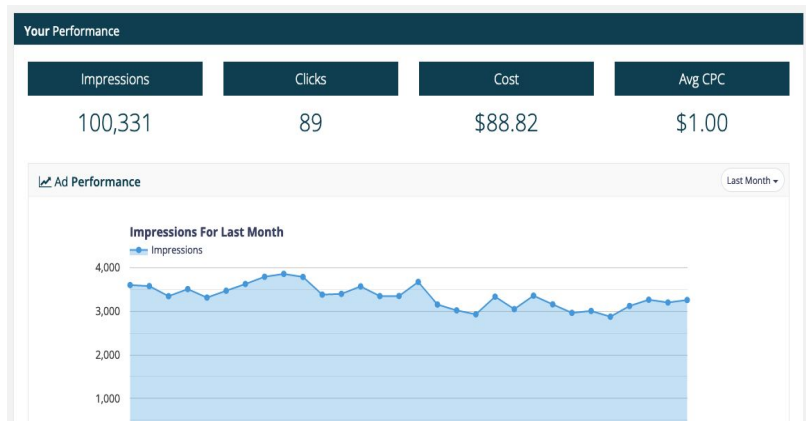 Your Performance
Impressions
Clicks
Cost
Avg CPC
100,331
89
$88.82
$1.00
Ad Performance
Last Month
Impressions For Last Month
Impressions
4,000
3,000
2,000
1,000